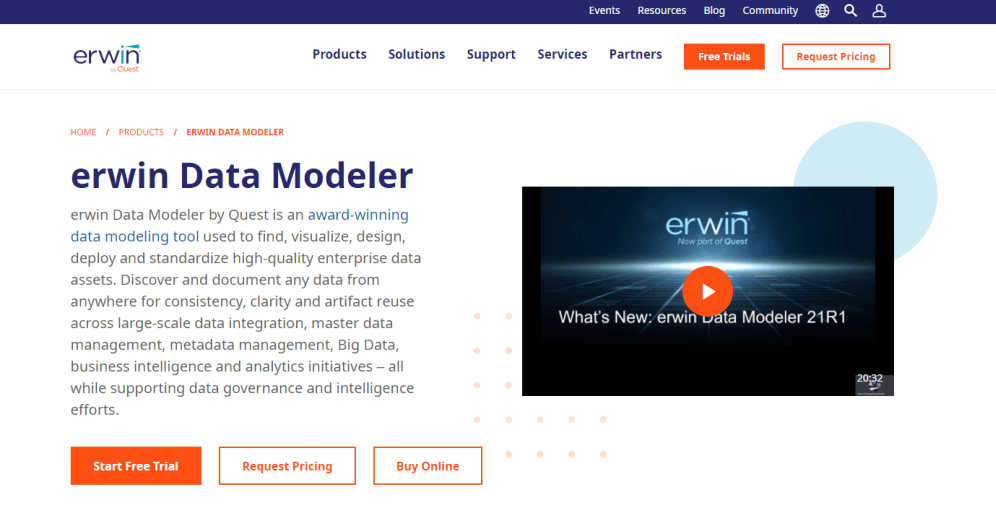 Events Resources Blog Community
erwin
by Quest
Products Solutions Support Services Partners Free Trials Request Pricing
HOME / PRODUCTS / ERWIN DATA MODELER
erwin Data Modeler
erwin Data Modeler by Quest is an award-winning
data modeling tool used to find, visualize, design,
deploy and standardize high-quality enterprise data
assets. Discover and document any data from
anywhere for consistency, clarity and artifact reuse
across large-scale data integration, master data
management, metadata management, Big Data,
business intelligence and analytics initiatives – all
while supporting data governance and intelligence
efforts.
Start Free Trial Request Pricing Buy Online
erwin
Now part of Quest
What's New: erwin Data Modeler 21R1
20:32